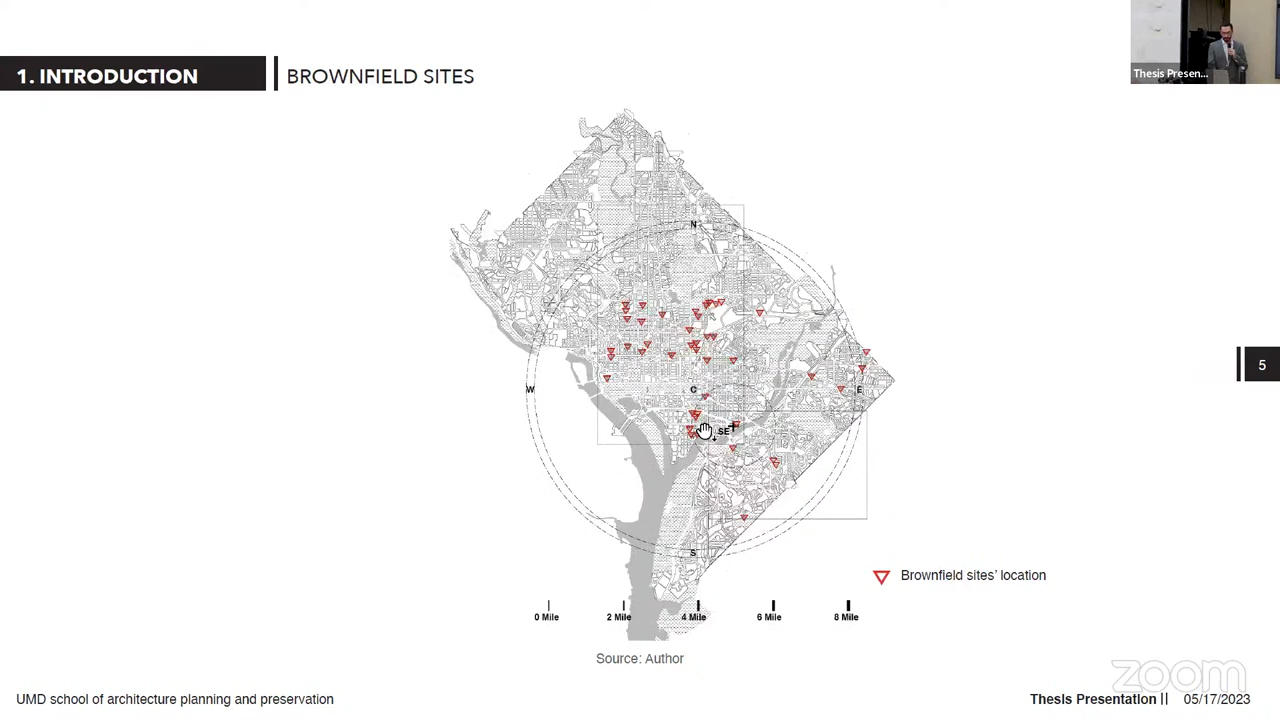 Thesis Presen...
1. INTRODUCTION
BROWNFIELD SITES
N
W
C
E
SE
S
5
Brownfield sites' location
0 Mile
2 Mile
4 Mile
6 Mile
8 Mile
Source: Author
zoom
UMD school of architecture planning and preservation
Thesis Presentation || 05/17/2023